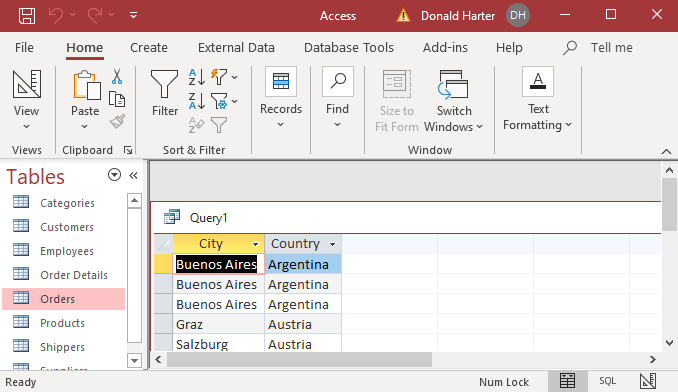 Access
Donald Harter
DH
File Home Create External Data Database Tools Add-ins Help Tell me
View
Paste
Filter
Records
Find
Size to
Fit Form
Switch
Windows
Text
Formatting
Views
Clipboard
Sort & Filter
Window
Tables
Categories
Customers
Employees
Order Details
Orders
Products
Shippers
Suppliers
Query1
City Country
Buenos Aires Argentina
Buenos Aires Argentina
Buenos Aires Argentina
Graz Austria
Salzburg Austria
Ready
Num Lock
SQL